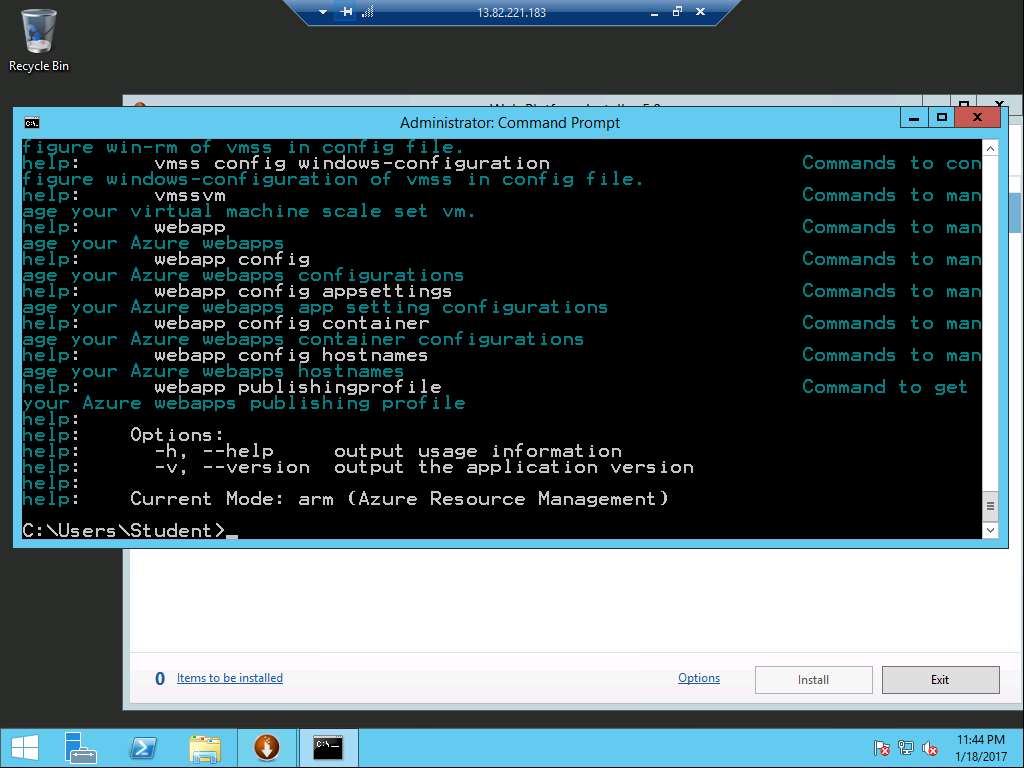 13.82.221.183
Recycle Bin
Administrator: Command Prompt
figure win-rm of vmss in config file.
help:      vmss config windows-configuration                     Commands to con
figure windows-configuration of vmss in config file.
help:      vmssvm                                                Commands to man
age your virtual machine scale set vm.
help:      webapp                                                Commands to man
age your Azure webapps
help:      webapp config                                         Commands to man
age your Azure webapps configurations
help:      webapp config appsettings                             Commands to man
age your Azure webapps app setting configurations
help:      webapp config container                               Commands to man
age your Azure webapps container configurations
help:      webapp config hostnames                               Commands to man
age your Azure webapps hostnames
help:      webapp publishingprofile                              Command to get
your Azure webapps publishing profile
help:
help:    Options:
help:      -h, --help     output usage information
help:      -v, --version  output the application version
help:
help:    Current Mode: arm (Azure Resource Management)
C:\Users\Student>_
0 Items to be installed
Options
Install
Exit
11:44 PM
1/18/2017